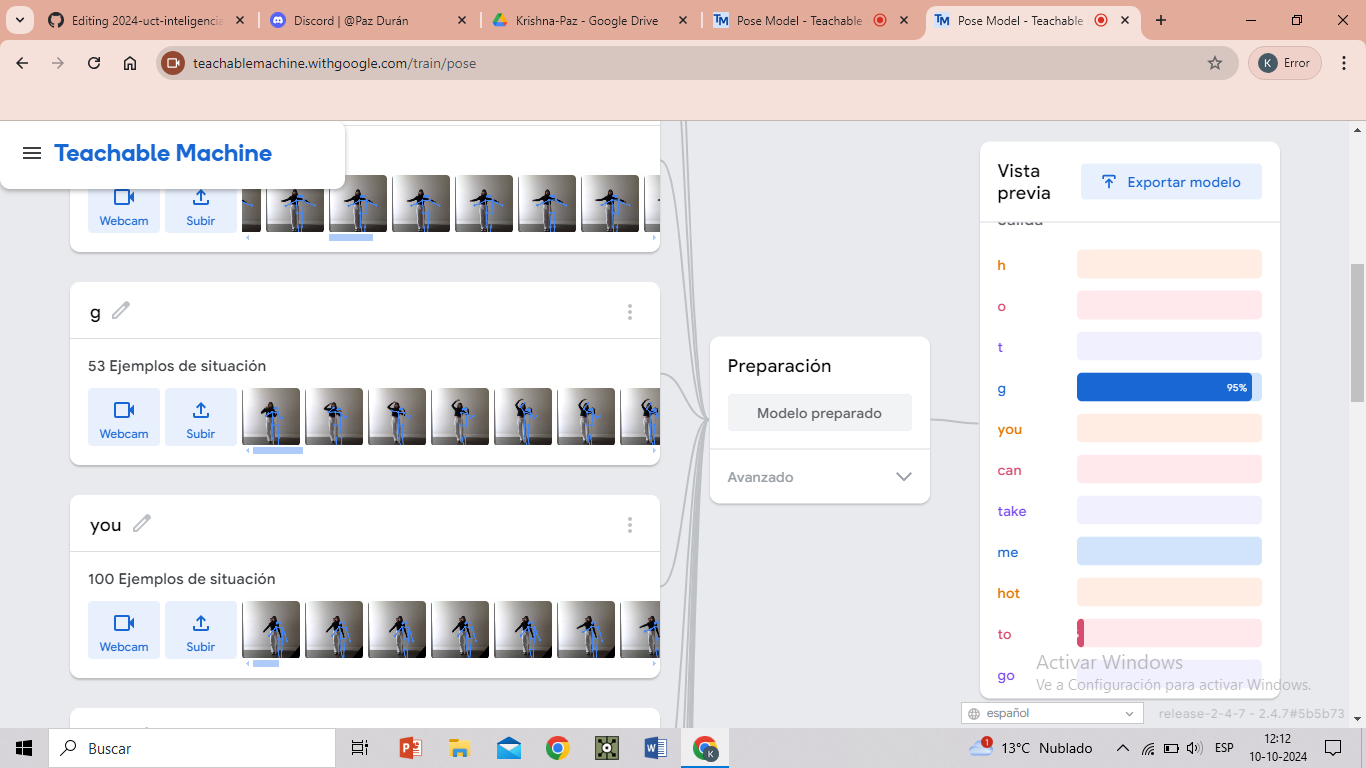 Editing 2024-uct-inteligencia
Discord | @Paz Durán
Krishna-Paz - Google Drive
Pose Model - Teachable
Pose Model - Teachable
teachablemachine.withgoogle.com/train/pose
K Error
Teachable Machine
Webcam
Subir
g
53 Ejemplos de situación
Webcam
Subir
you
100 Ejemplos de situación
Webcam
Subir
Preparación
Modelo preparado
Avanzado
Vista previa
Exportar modelo
Salida
h
o
t
g 95%
you
can
take
me
hot
to
go
Activar Windows
Ve a Configuración para activar Windows.
español
release-2-4-7 - 2.4.7#5b5b73
Buscar
1
13°C Nublado
ESP
12:12
10-10-2024